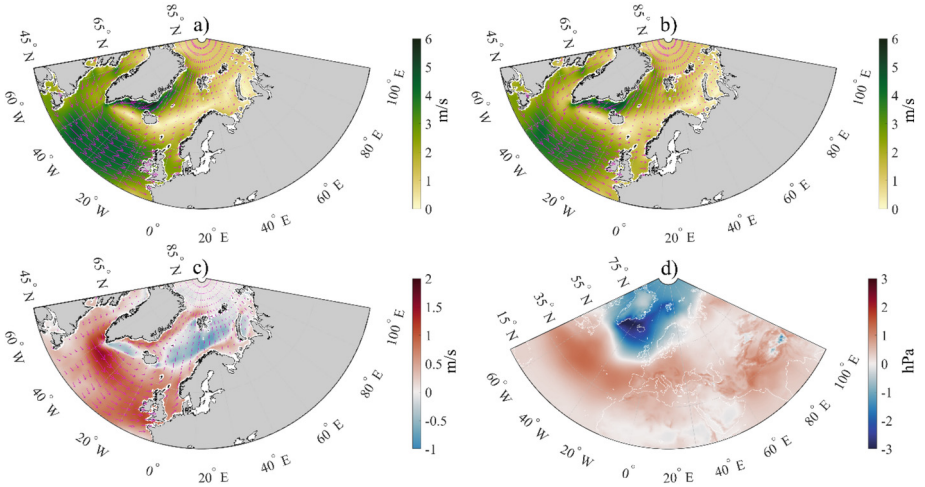 a)
85° N
65° N
45° N
60° W
40° W
20° W
0°
20° E
40° E
60° E
80° E
100° E
6
5
4
3
2
1
0
m/s
b)
85° N
65° N
45° N
60° W
40° W
20° W
0°
20° E
40° E
60° E
80° E
100° E
6
5
4
3
2
1
0
m/s
c)
85° N
65° N
45° N
60° W
40° W
20° W
0°
20° E
40° E
60° E
80° E
100° E
2
1.5
1
0.5
0
-0.5
-1
m/s
d)
75° N
55° N
35° N
15° N
60° W
40° W
20° W
0°
20° E
40° E
60° E
80° E
100° E
3
2
1
0
-1
-2
-3
hPa